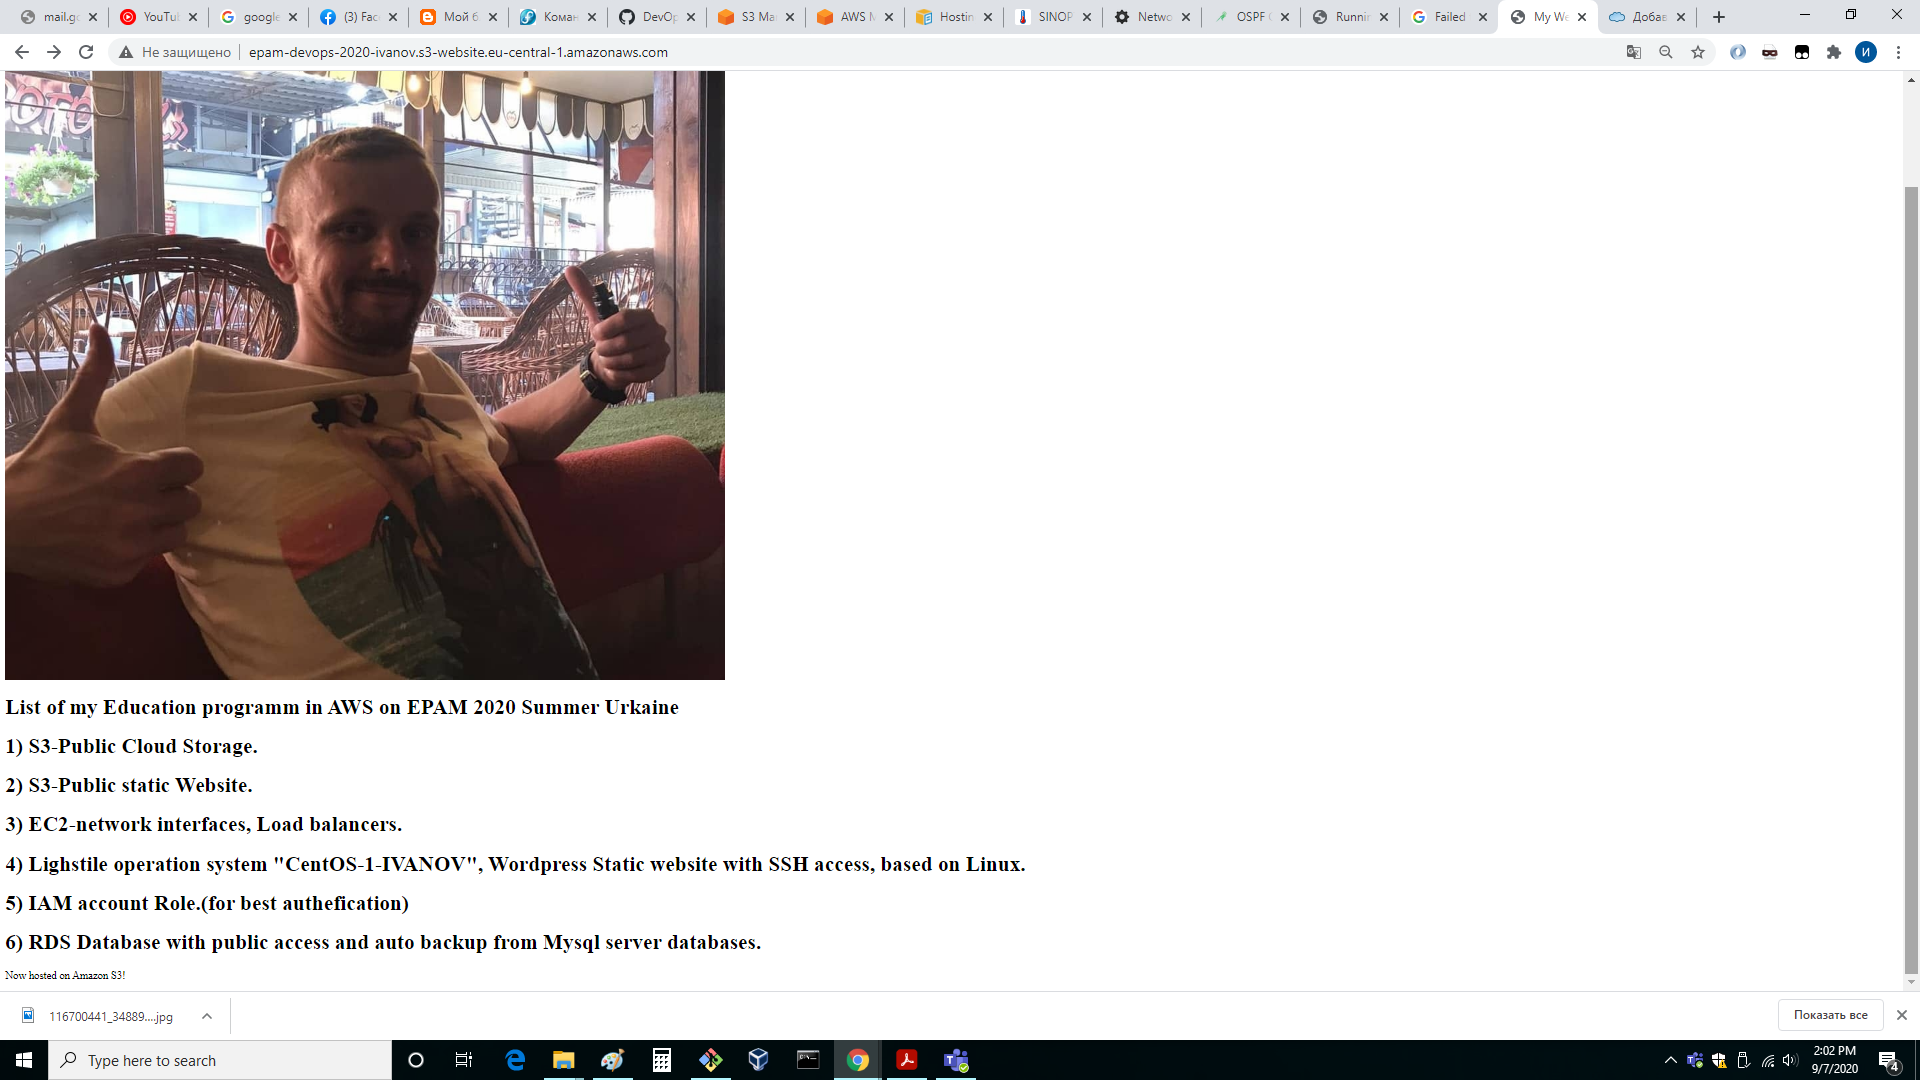 mail.gc
YouTu
google
(3) Fac
Мой б
Коман
DevOp
S3 Ma
AWS M
Hostin
SINOP
Netwo
OSPF
Runnin
Failed
My We
Добав
Не защищено
epam-devops-2020-ivanov.s3-website.eu-central-1.amazonaws.com
List of my Education programm in AWS on EPAM 2020 Summer Urkaine
1) S3-Public Cloud Storage.
2) S3-Public static Website.
3) EC2-network interfaces, Load balancers.
4) Lighstile operation system "CentOS-1-IVANOV", Wordpress Static website with SSH access, based on Linux.
5) IAM account Role.(for best authefication)
6) RDS Database with public access and auto backup from Mysql server databases.
Now hosted on Amazon S3!
116700441_34889....jpg
Показать все
Type here to search
2:02 PM
9/7/2020
4